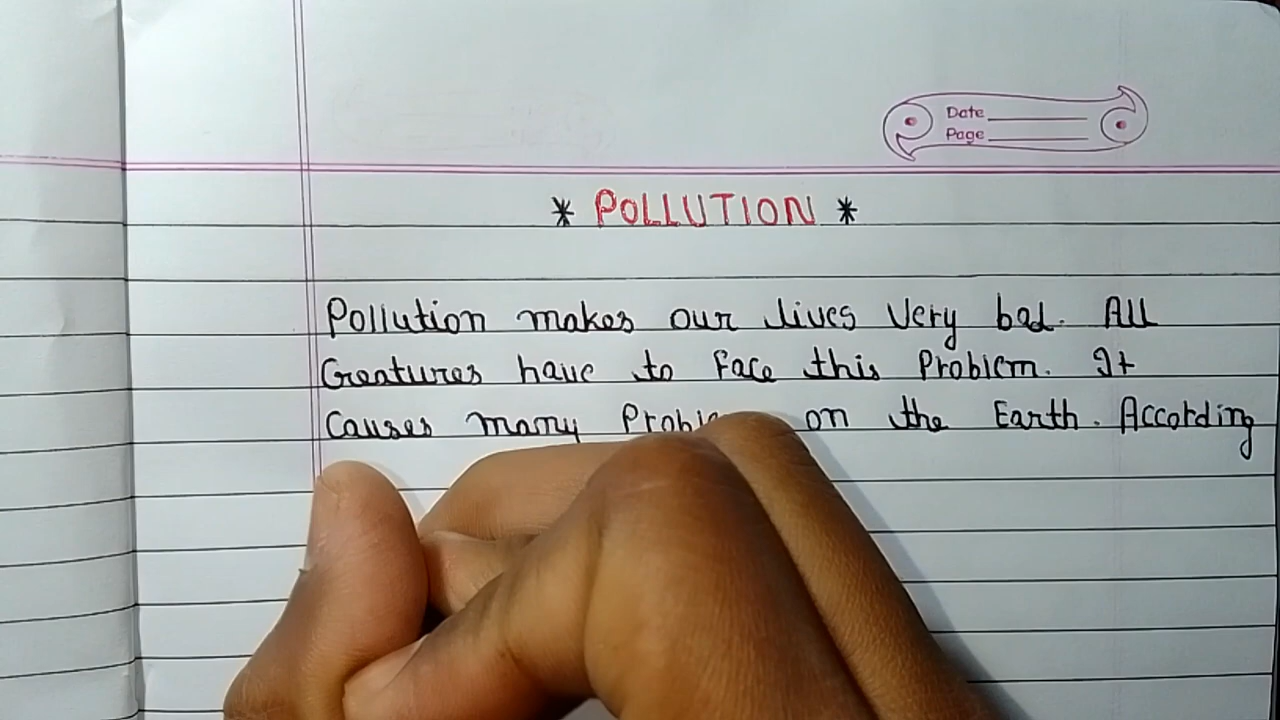 Date
Page
* POLLUTION *
Pollution makes our lives very bad. All
Creatures have to Face this Problem. It
Causes many on the Earth. According